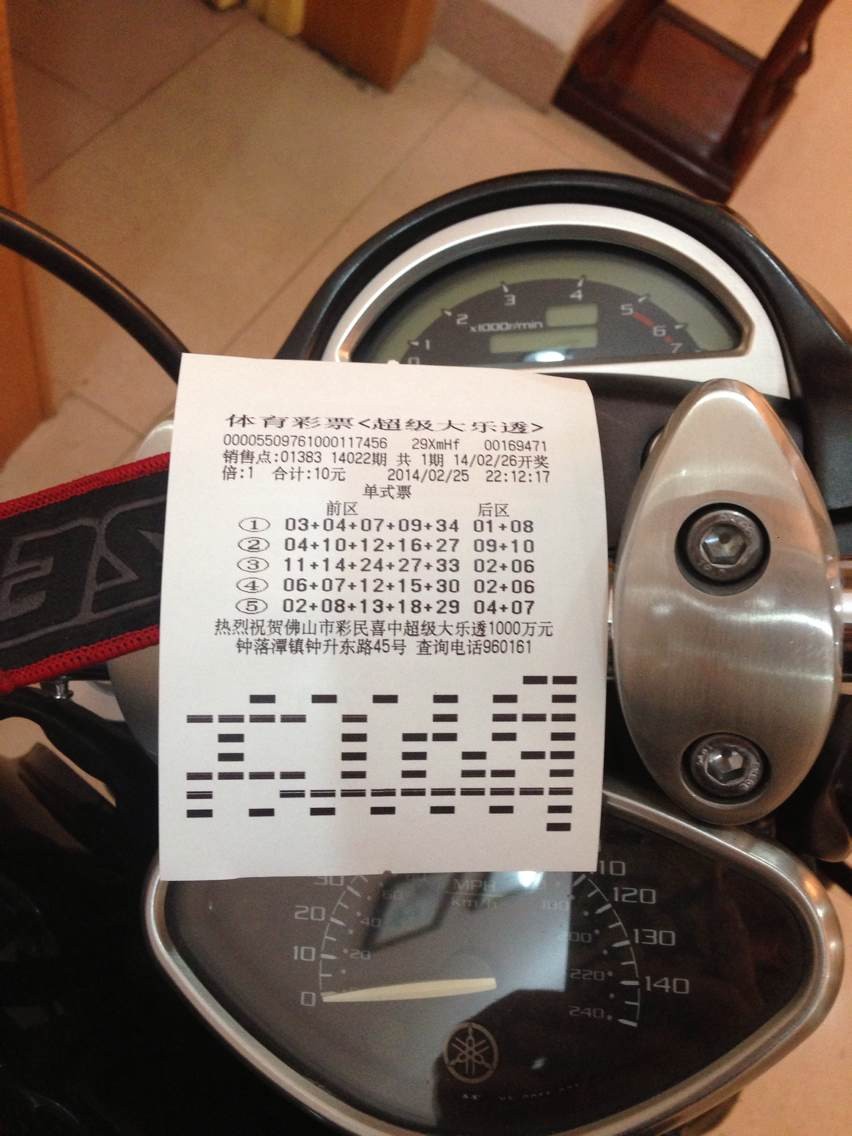 1
2
3
4
5
6
7
0
x1000r/min
体育彩票<超级大乐透>
00005509761000117456 29XmHf 00169471
销售点:01383 14022期 共 1期 14/02/26开奖
倍:1 合计:10元 2014/02/25 22:12:17
单式票
前区 后区
① 03+04+07+09+34 01+08
② 04+10+12+16+27 09+10
③ 11+14+24+27+33 02+06
④ 06+07+12+15+30 02+06
⑤ 02+08+13+18+29 04+07
热烈祝贺佛山市彩民喜中超级大乐透1000万元
钟落潭镇钟升东路45号 查询电话960161
30 MPH 110
20 40 km/h 180 120
10 20 200 130
0 220 140
240